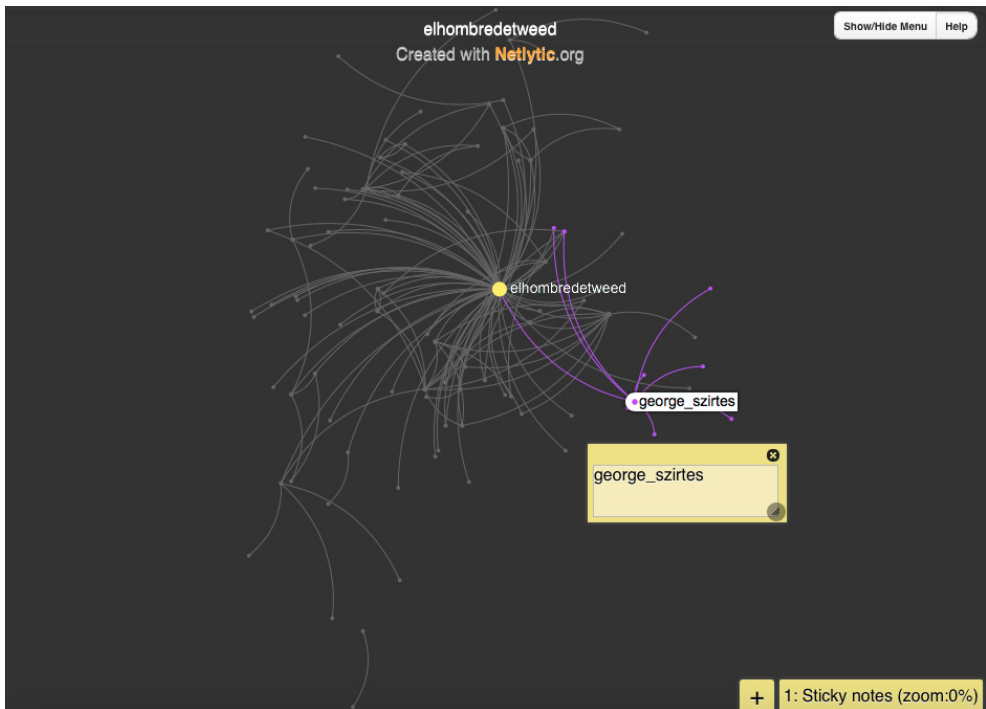 elhombredetweed
Created with Netlytic.org
Show/Hide Menu Help
elhombredetweed
george_szirtes
george_szirtes
+ 1: Sticky notes (zoom:0%)